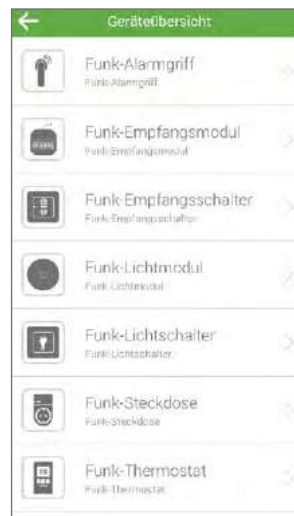 Geräteübersicht
Funk-Alarmgriff
Funk-Alarmgriff
Funk-Empfangsmodul
Funk-Empfangsmodul
Funk-Empfangsschalter
Funk-Empfangsschalter
Funk-Lichtmodul
Funk-Lichtmodul
Funk-Lichtschalter
Funk-Lichtschalter
Funk-Steckdose
Funk-Steckdose
Funk-Thermostat
Funk-Thermostat